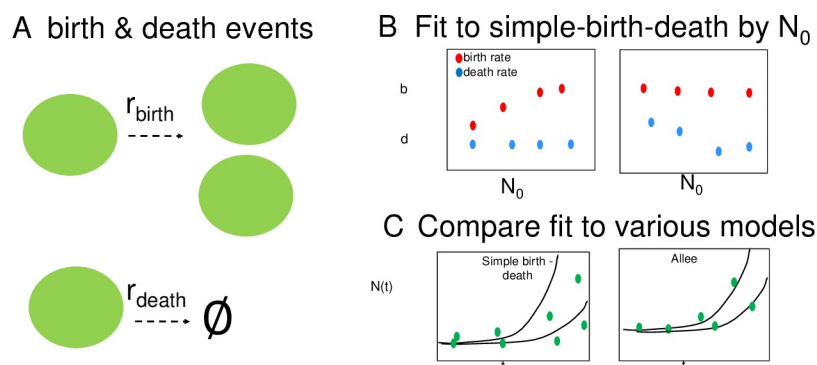 A birth & death events
r_birth
r_death
∅
B Fit to simple-birth-death by N₀
birth rate
death rate
b
d
N₀
N₀
C Compare fit to various models
Simple birth -
death
Allee
N(t)